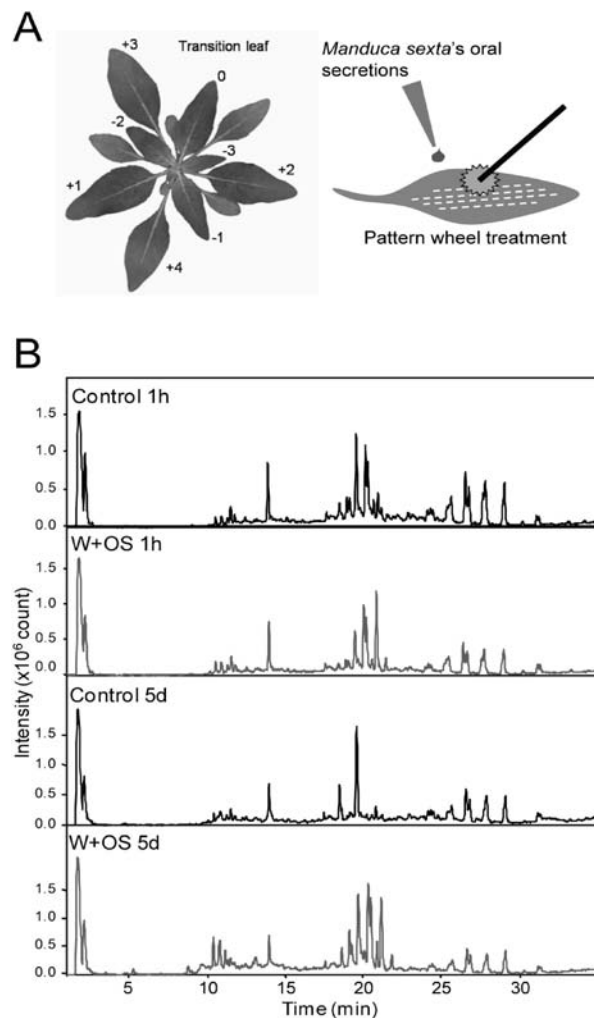 A
Transition leaf
+3
0
-2
-3
+1
+2
-1
+4
Manduca sexta's oral
secretions
Pattern wheel treatment
B
Control 1h
1.5
1.0
0.5
0.0
W+OS 1h
1.5
1.0
0.5
0.0
Control 5d
1.5
1.0
0.5
0.0
W+OS 5d
1.5
1.0
0.5
0.0
Intensity (x10⁶ count)
5
10
15
20
25
30
Time (min)